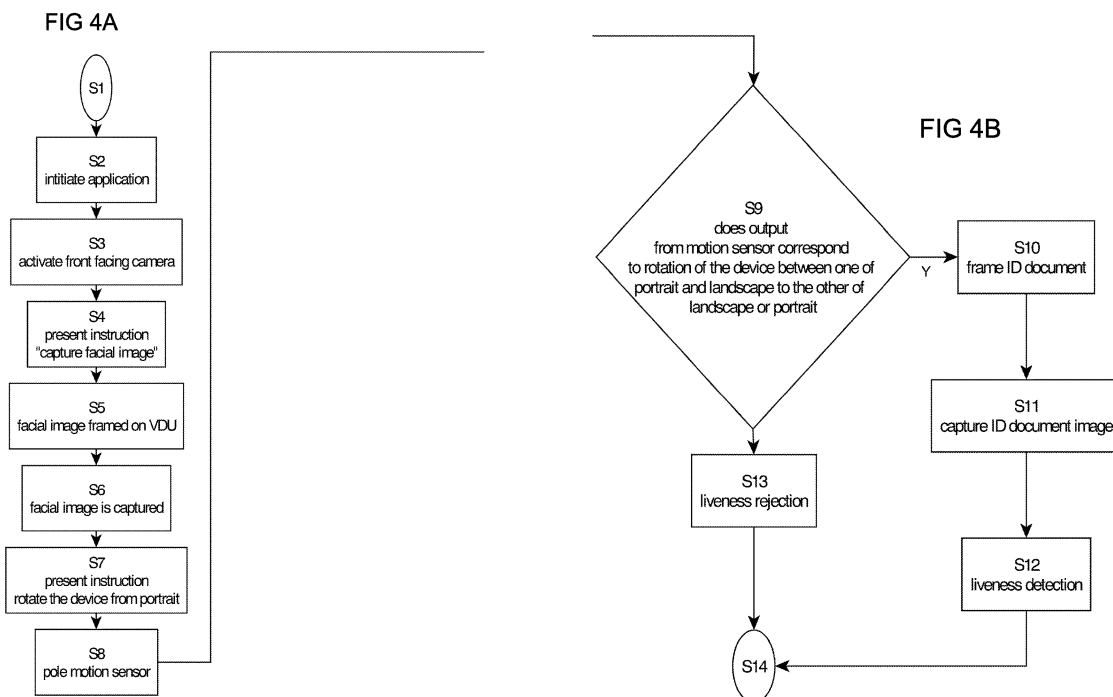 FIG 4A
S1
S2
intitiate application
S3
activate front facing camera
S4
present instruction
"capture facial image"
S5
facial image framed on VDU
S6
facial image is captured
S7
present instruction
rotate the device from portrait
S8
pole motion sensor
FIG 4B
S9
does output
from motion sensor correspond
to rotation of the device between one of
portrait and landscape to the other of
landscape or portrait
Y
S10
frame ID document
S11
capture ID document image
S13
liveness rejection
S12
liveness detection
S14